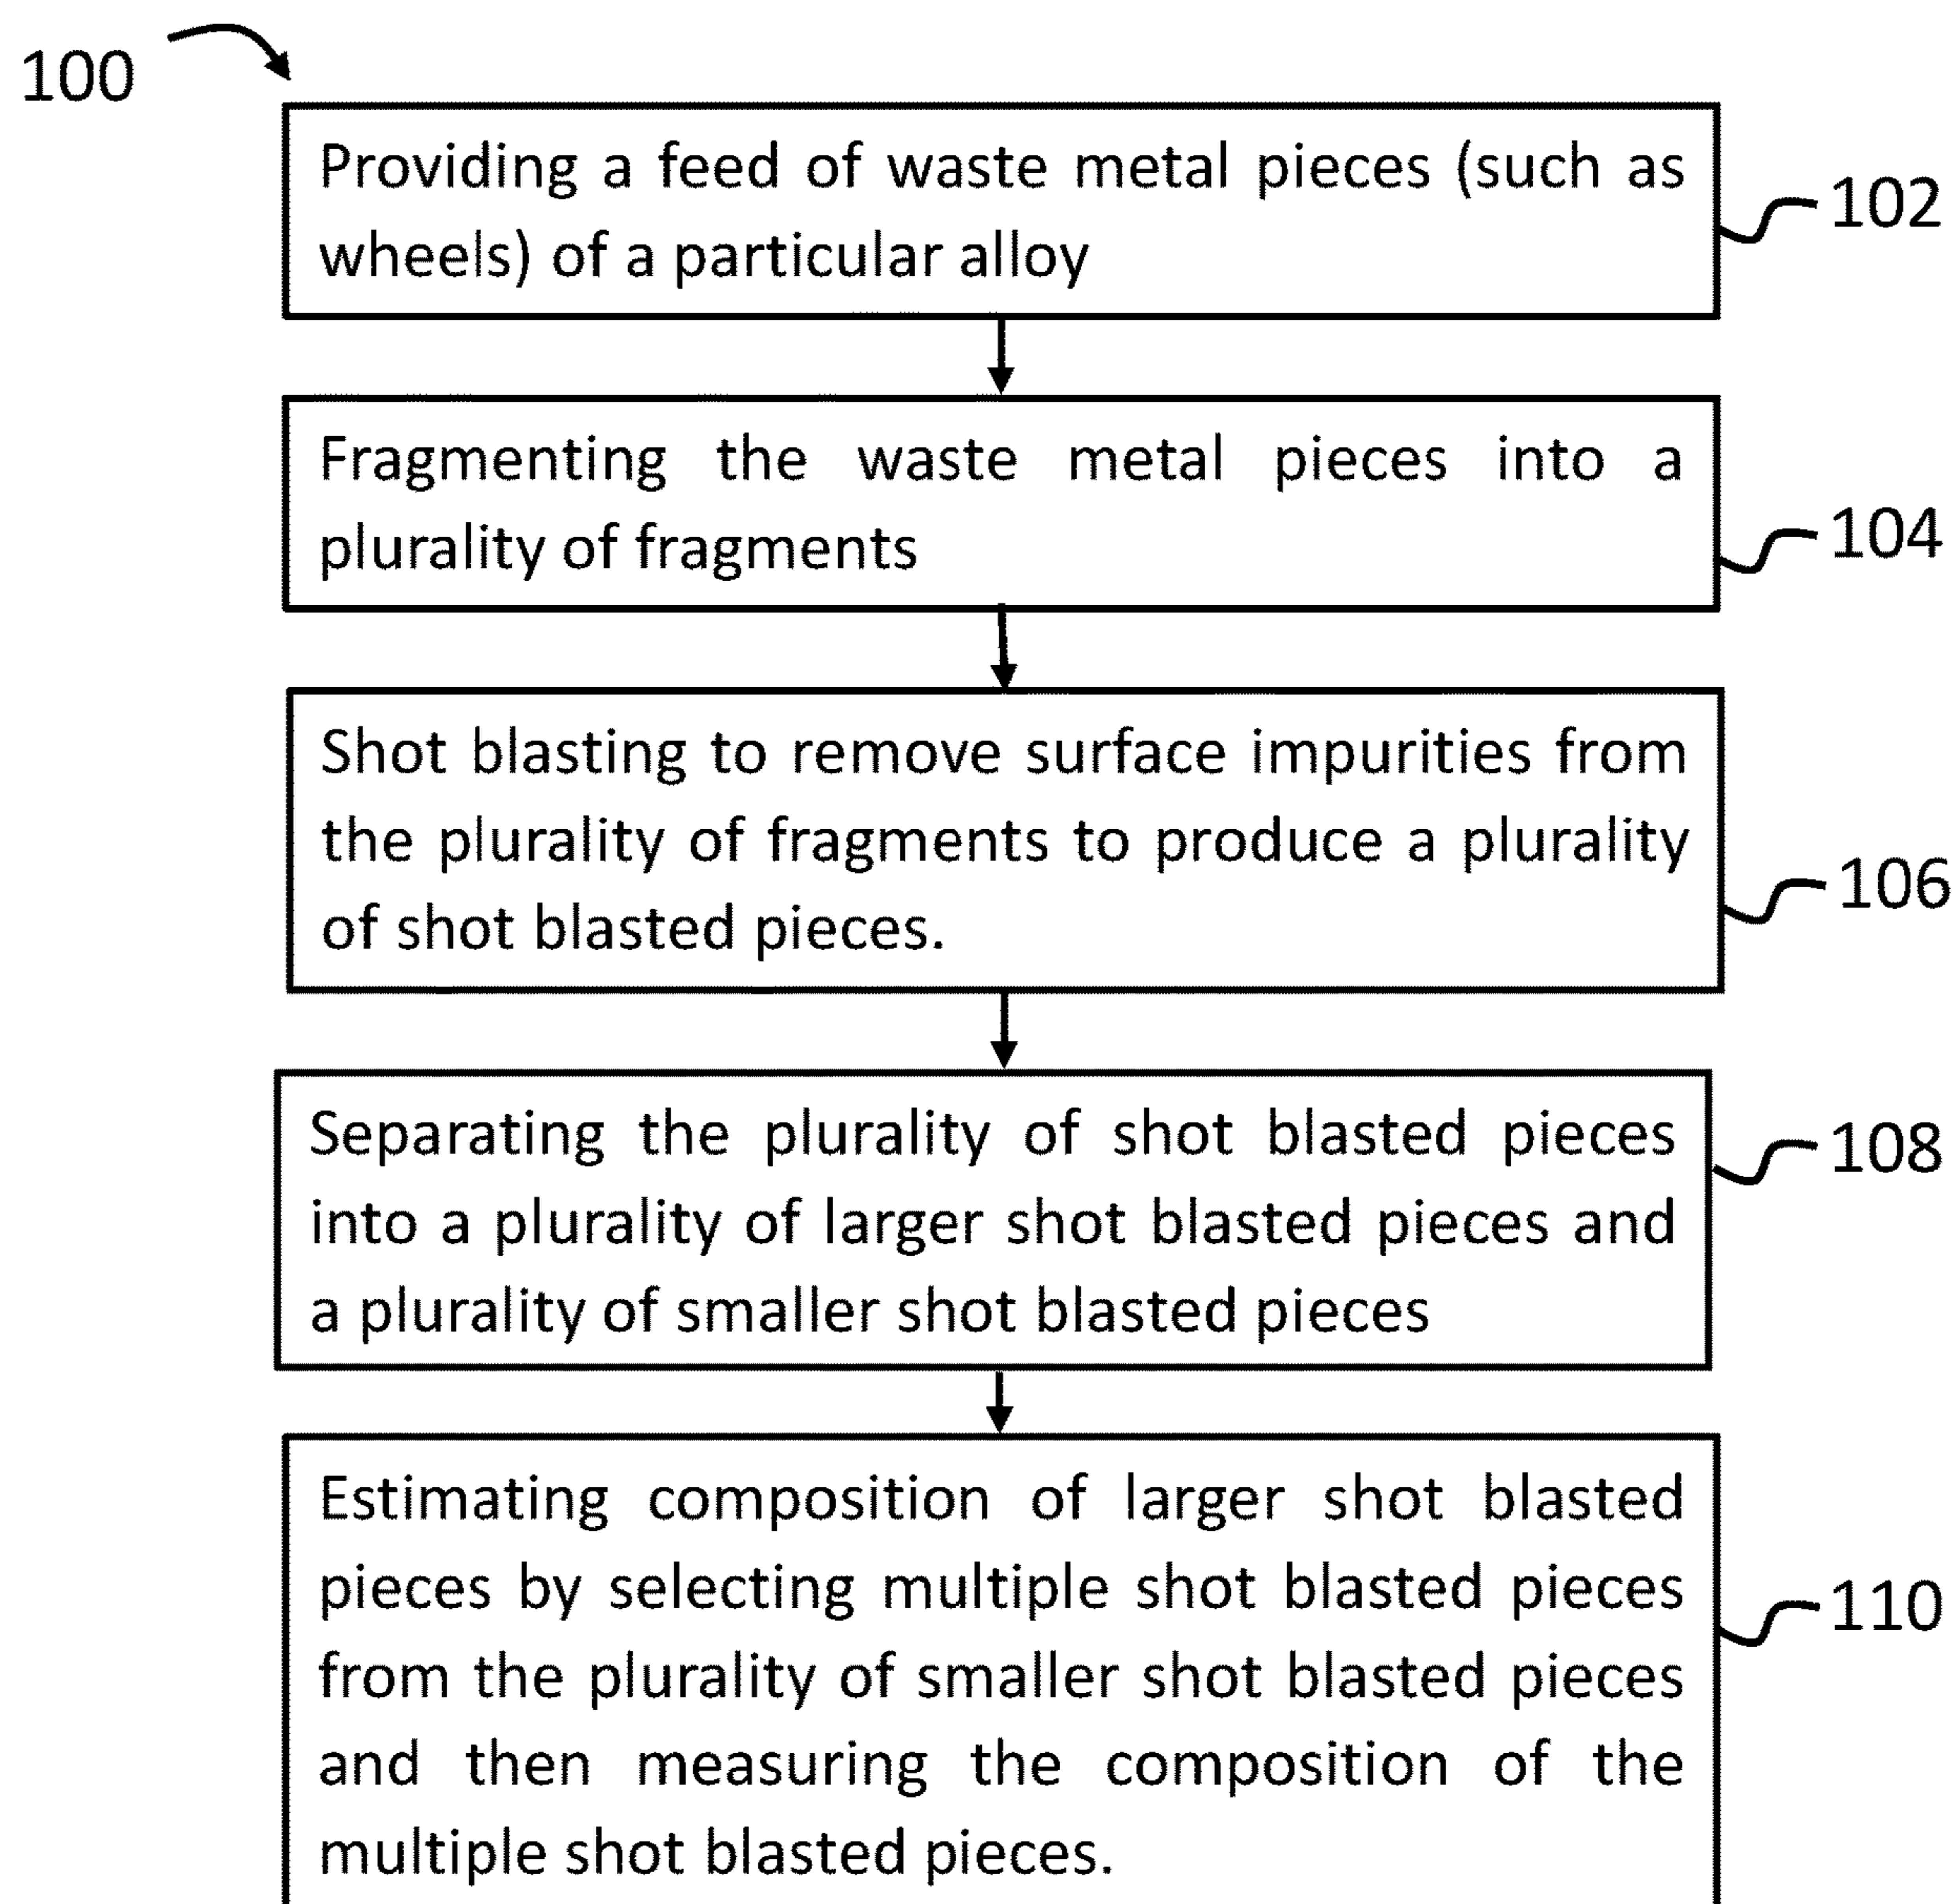 100
Providing a feed of waste metal pieces (such as
wheels) of a particular alloy
102
Fragmenting the waste metal pieces into a
plurality of fragments
104
Shot blasting to remove surface impurities from
the plurality of fragments to produce a plurality
of shot blasted pieces.
106
Separating the plurality of shot blasted pieces
into a plurality of larger shot blasted pieces and
a plurality of smaller shot blasted pieces
108
Estimating composition of larger shot blasted
pieces by selecting multiple shot blasted pieces
from the plurality of smaller shot blasted pieces
and then measuring the composition of the
multiple shot blasted pieces.
110